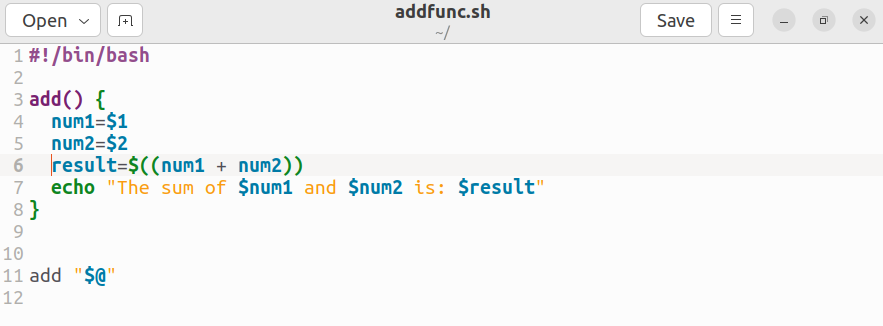 Open
addfunc.sh
~/
Save
1 #!/bin/bash
2
3 add() {
4   num1=$1
5   num2=$2
6   result=$((num1 + num2))
7   echo "The sum of $num1 and $num2 is: $result"
8 }
9
10
11 add "$@"
12